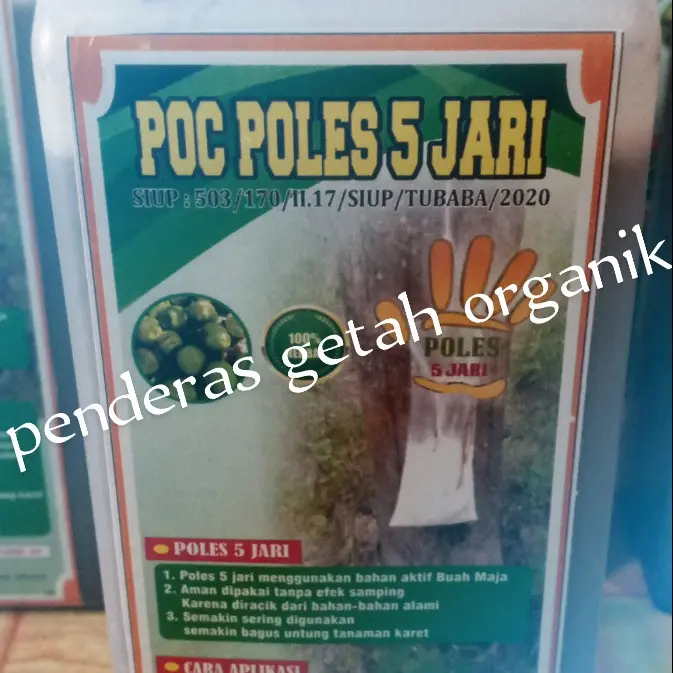 POC POLES 5 JARI
SIUP : 503/170/II.17/SIUP/TUBABA/2020
100%
POLES
5 JARI
penderas getah organik
POLES 5 JARI
1. Poles 5 jari menggunakan bahan aktif Buah Maja
2. Aman dipakai tanpa efek samping
Karena diracik dari bahan-bahan alami
3. Semakin sering digunakan
semakin bagus untung tanaman karet
CARA APLIKASI